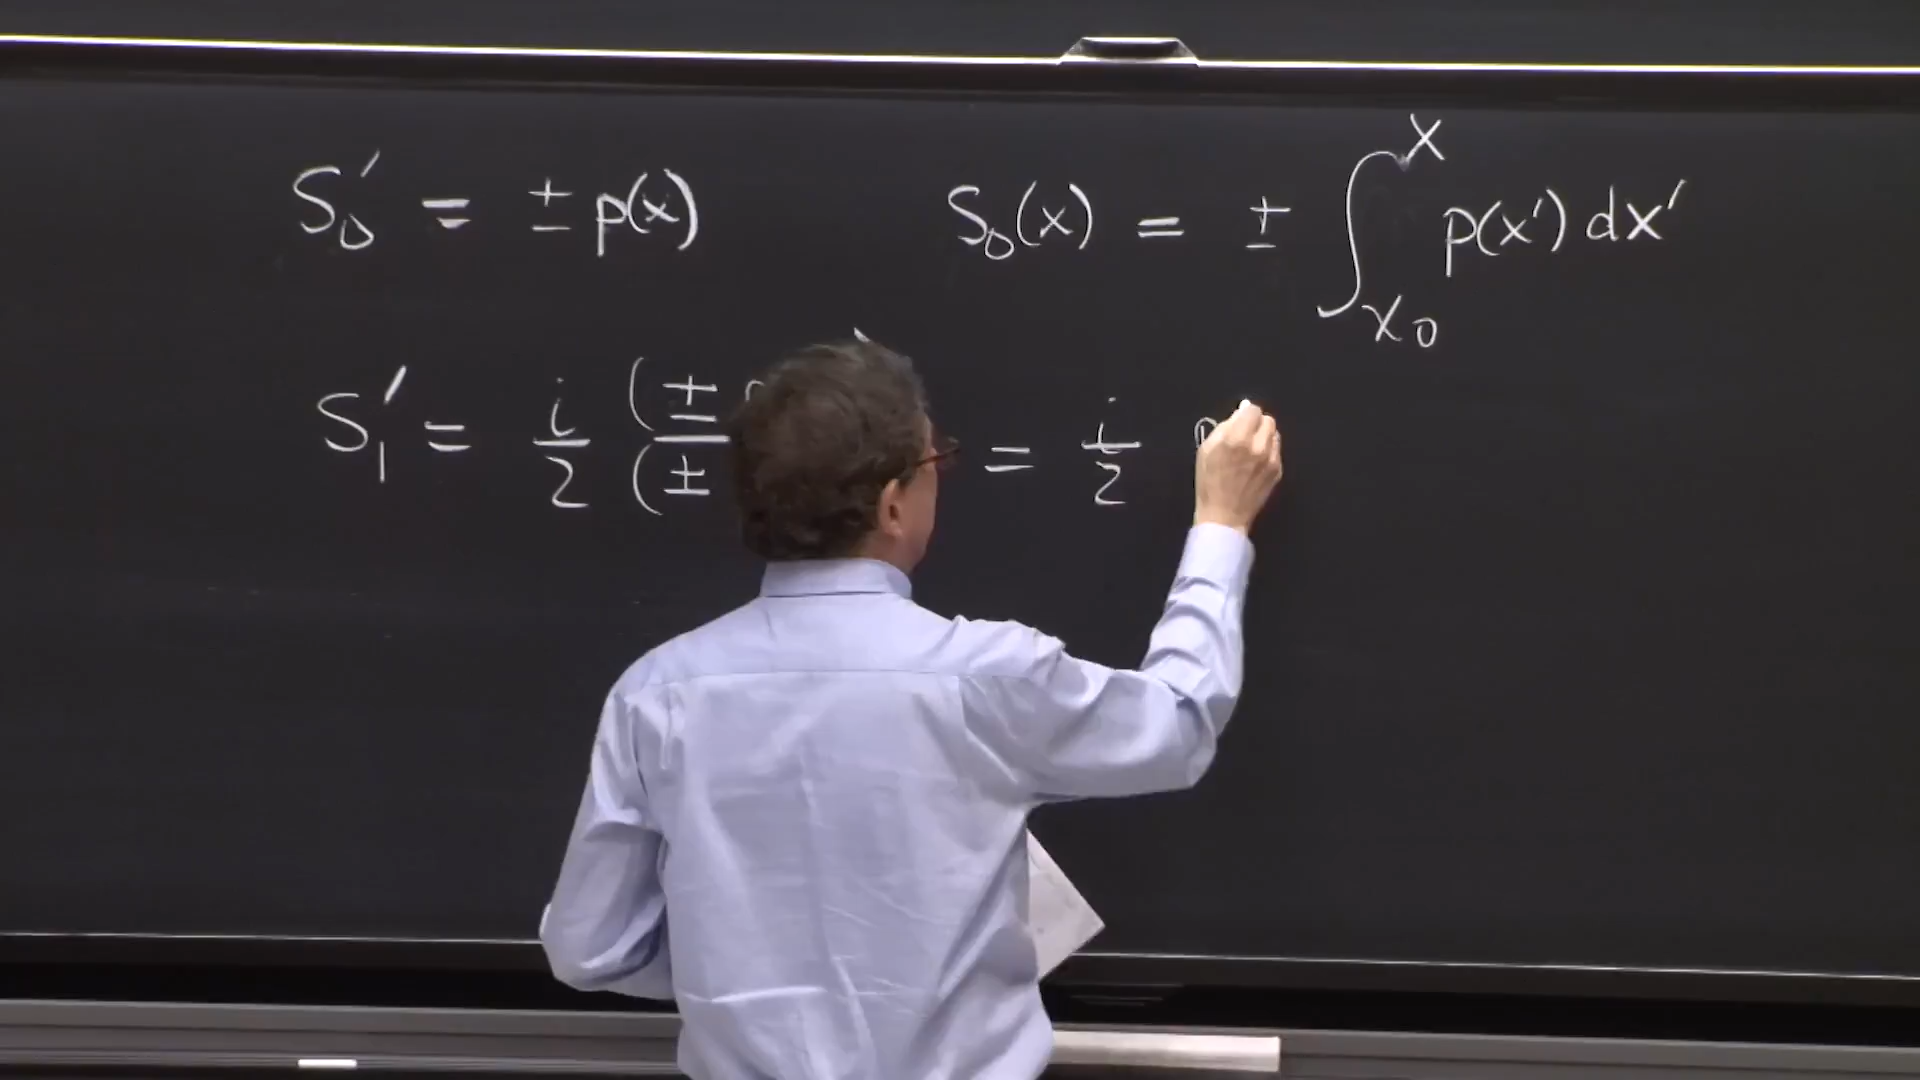 S₀′ = ± p(x)    S₀(x) = ± ∫_{x₀}^{x} p(x′) dx′
S₁′ = i/2 (± / (± = i/2 p